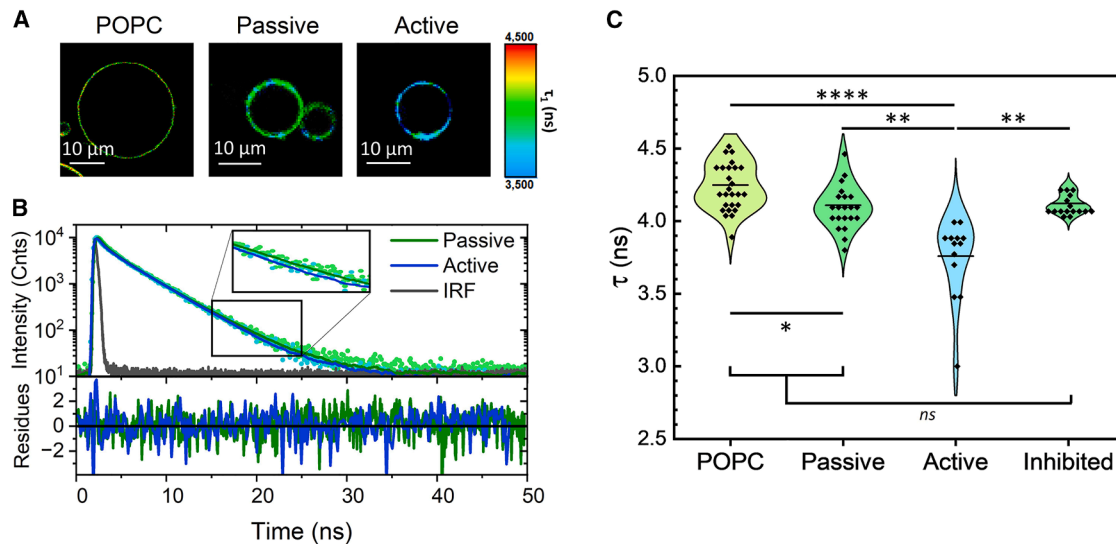 A
POPC
Passive
Active
10 μm
10 μm
10 μm
4,500
τ₁ (ns)
3,500
B
Intensity (Cnts)
10⁴
10³
10²
10¹
Passive
Active
IRF
Residues
2
0
−2
0
10
20
30
40
50
Time (ns)
C
τ (ns)
5.0
4.5
4.0
3.5
3.0
2.5
****
**
**
*
ns
POPC
Passive
Active
Inhibited